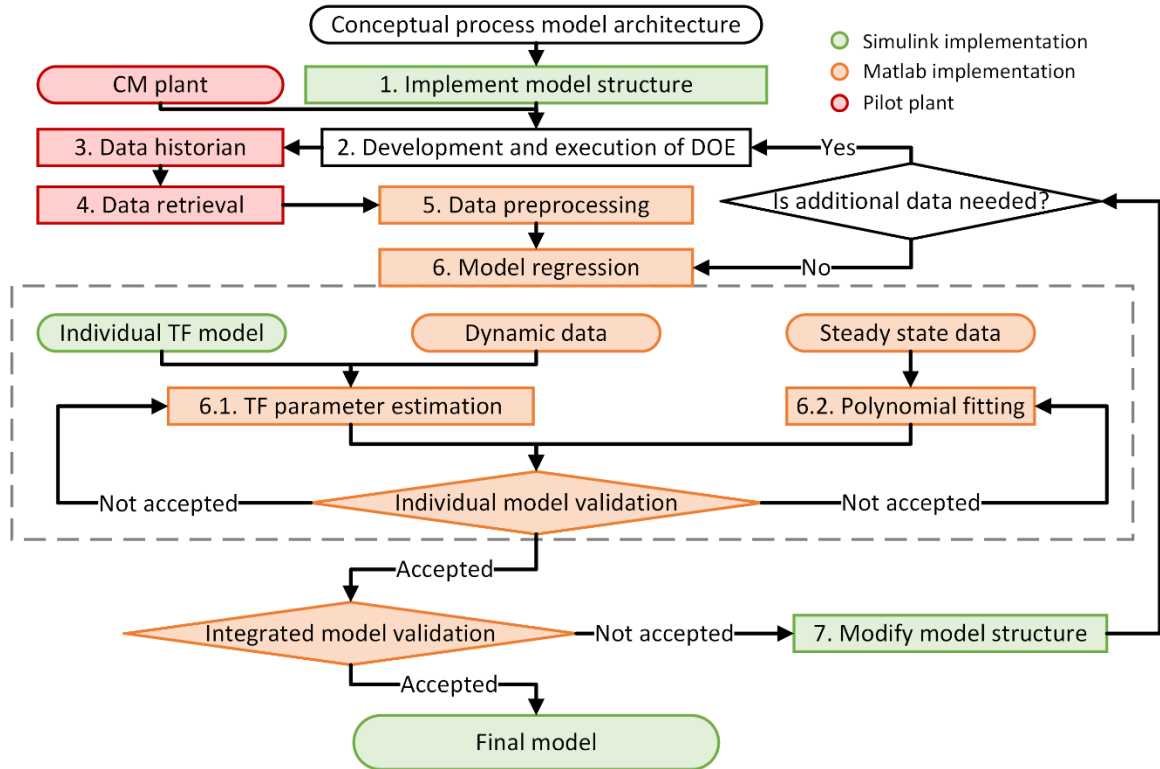 Conceptual process model architecture
Simulink implementation
Matlab implementation
Pilot plant
CM plant
1. Implement model structure
3. Data historian
2. Development and execution of DOE
Yes
4. Data retrieval
5. Data preprocessing
Is additional data needed?
6. Model regression
No
Individual TF model
Dynamic data
Steady state data
6.1. TF parameter estimation
6.2. Polynomial fitting
Not accepted
Individual model validation
Not accepted
Accepted
Integrated model validation
Not accepted
7. Modify model structure
Accepted
Final model